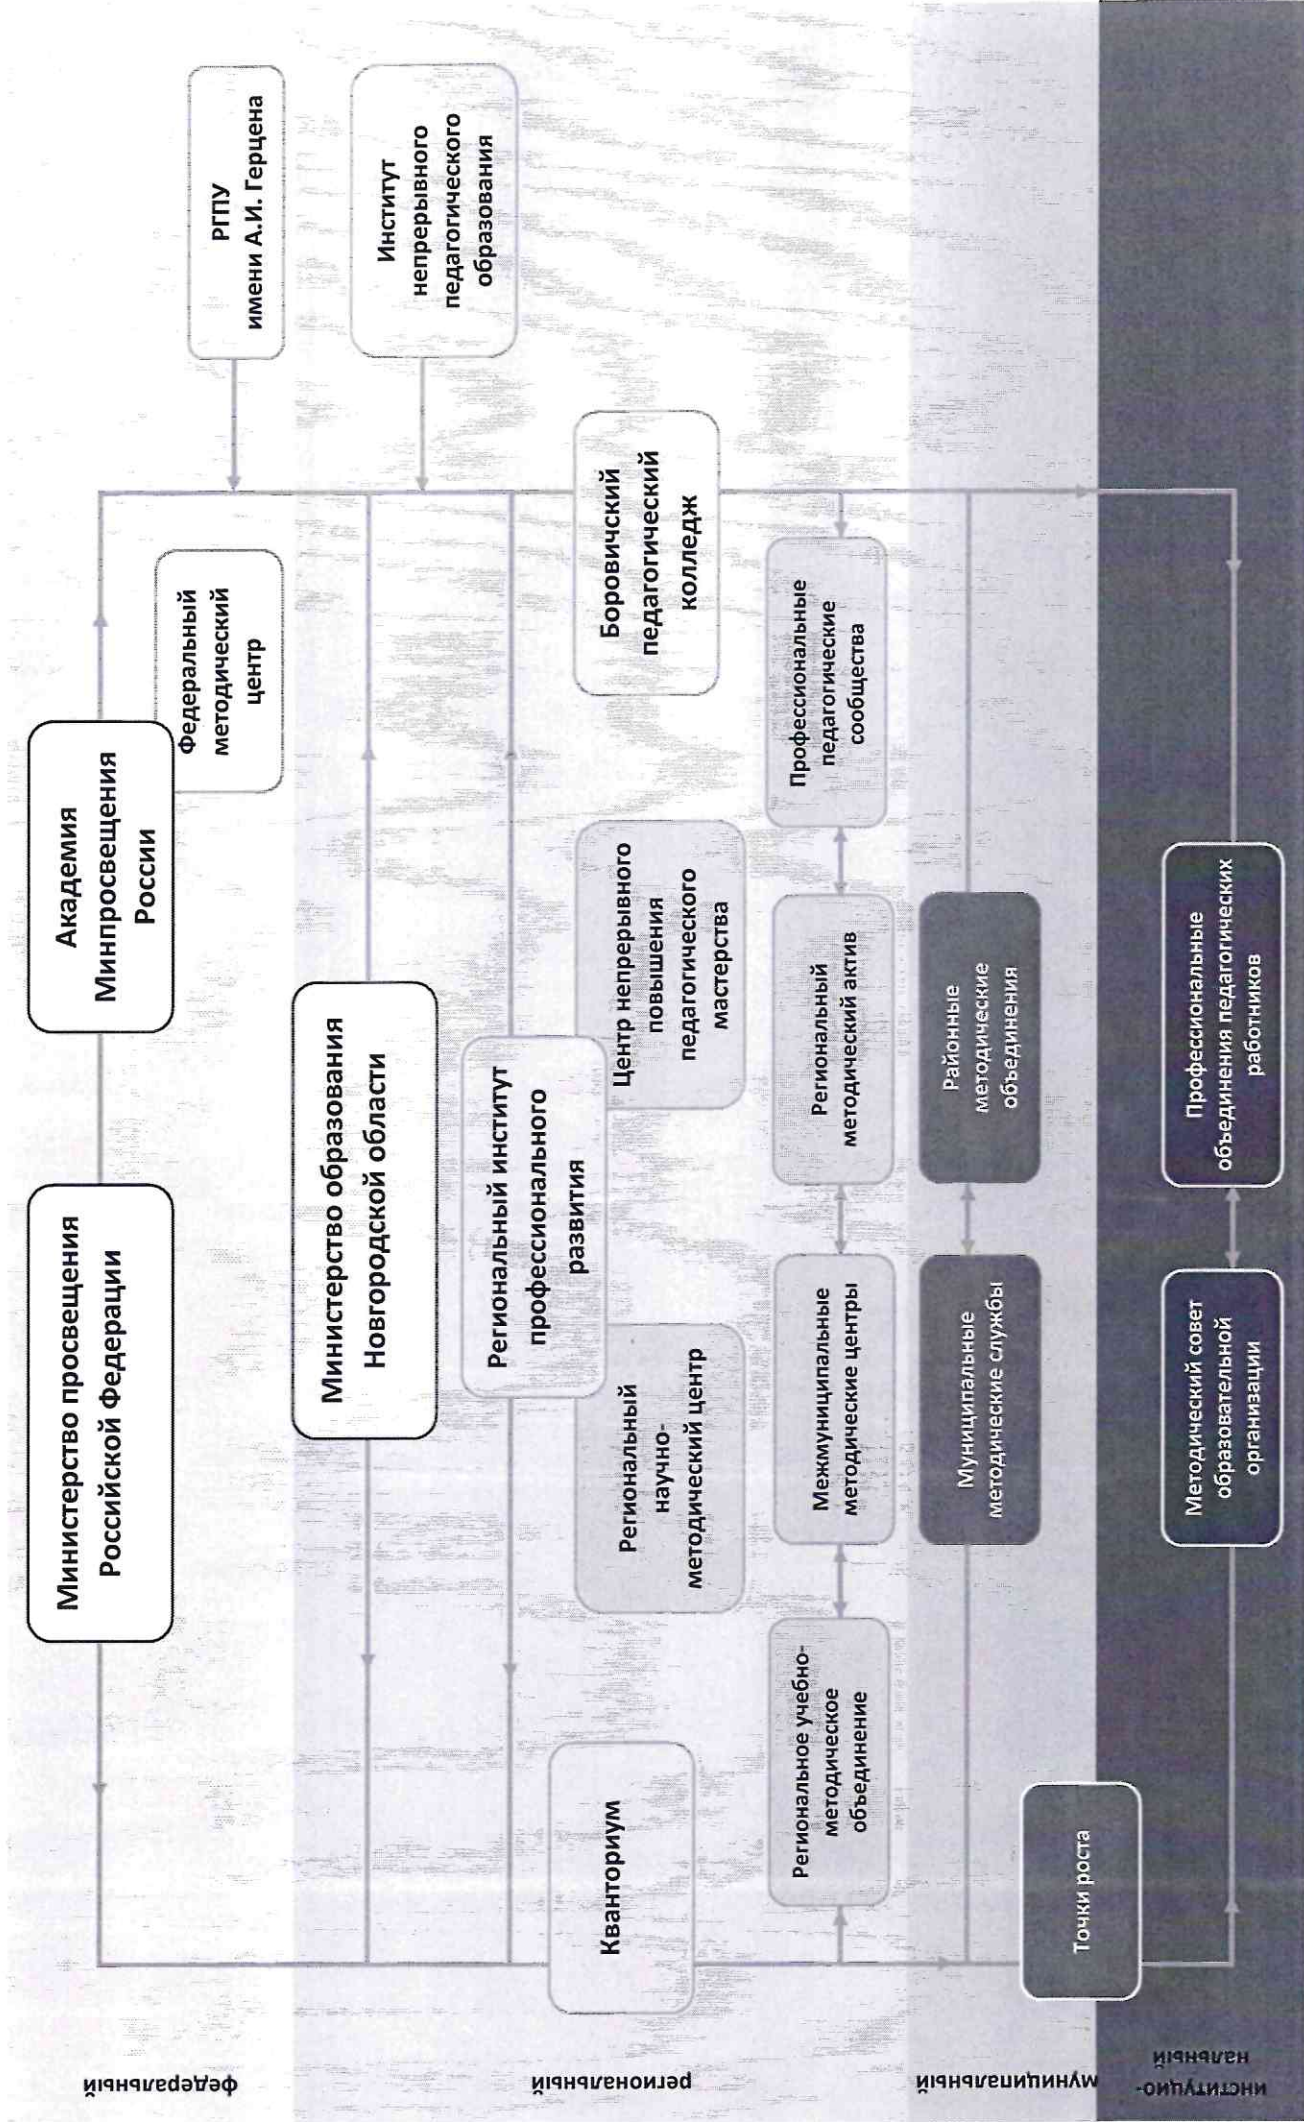 федеральный
Министерство просвещения
Российской Федерации
Академия
Минпросвещения
России
Федеральный
методический
центр
РГПУ
имени А.И. Герцена
региональный
Министерство образования
Новгородской области
Институт
непрерывного
педагогического
образования
Региональный институт
профессионального
развития
Кванториум
Региональный
научно-
методический центр
Центр непрерывного
повышения
педагогического
мастерства
Боровичский
педагогический
колледж
Региональное учебно-
методическое
объединение
Межмуниципальные
методические центры
Региональный
методический актив
Профессиональные
педагогические
сообщества
муниципальный
Муниципальные
методические службы
Районные
методические
объединения
Точки роста
институцио-
нальный
Методический совет
образовательной
организации
Профессиональные
объединения педагогических
работников